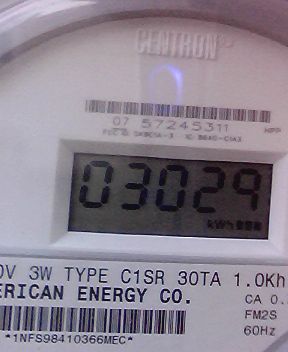 CENTRON
07 57245311
03029
kWh
0V 3W TYPE C1SR 30TA 1.0Kh
ERICAN ENERGY CO.
CA 0.
FM2S
60Hz
*1NFS98410366MEC*